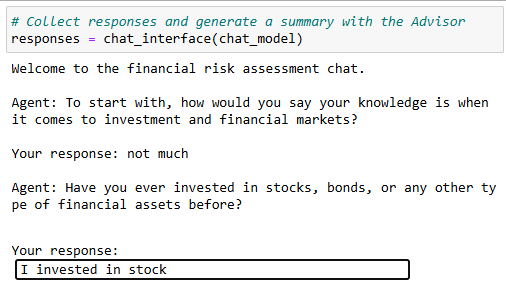 # Collect responses and generate a summary with the Advisor
responses = chat_interface(chat_model)
Welcome to the financial risk assessment chat.
Agent: To start with, how would you say your knowledge is when
it comes to investment and financial markets?
Your response: not much
Agent: Have you ever invested in stocks, bonds, or any other ty
pe of financial assets before?
Your response:
I invested in stock